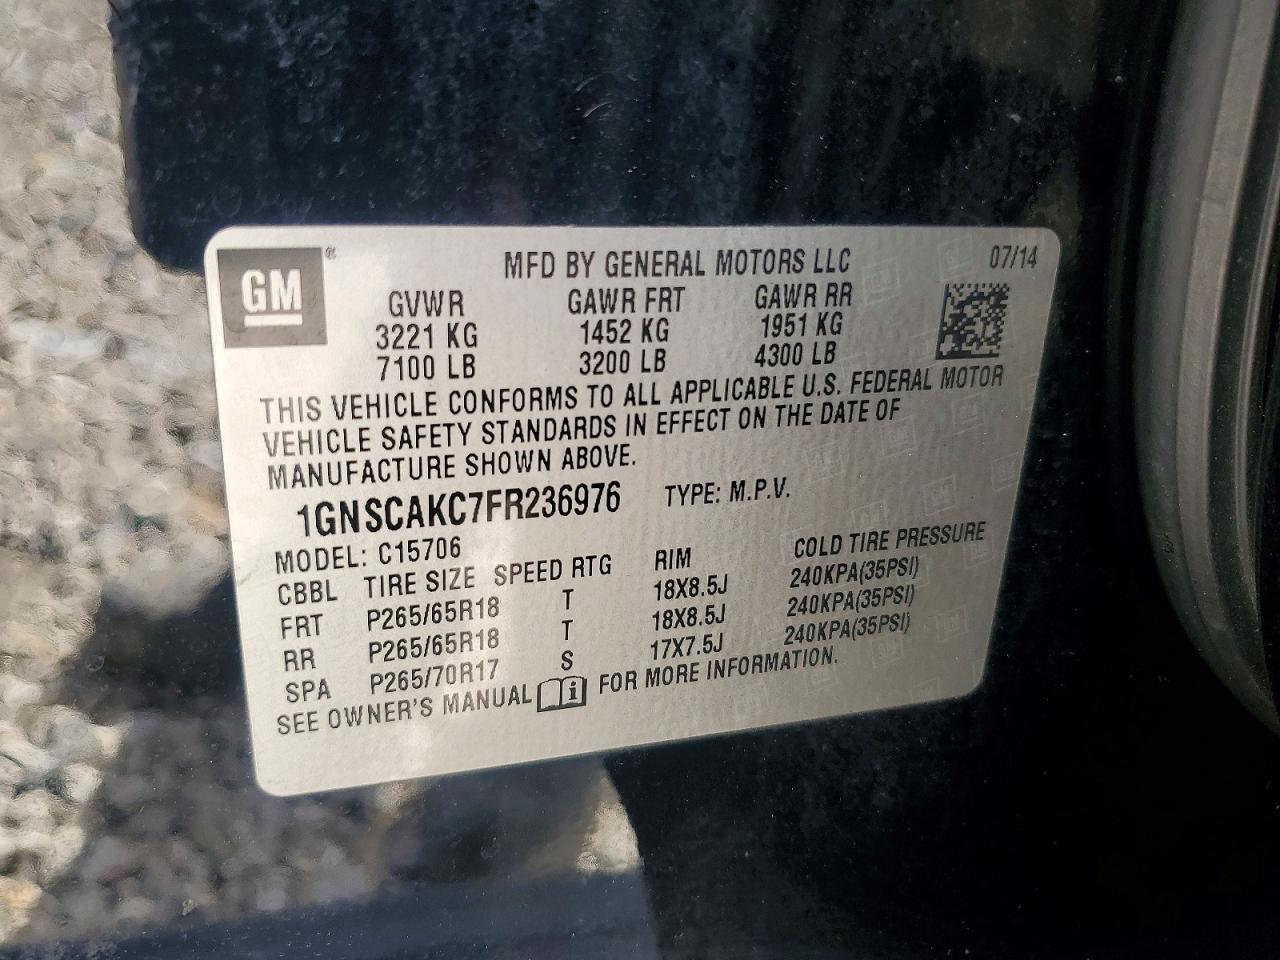 GM ®
MFD BY GENERAL MOTORS LLC 07/14
GVWR GAWR FRT GAWR RR
3221 KG 1452 KG 1951 KG
7100 LB 3200 LB 4300 LB
THIS VEHICLE CONFORMS TO ALL APPLICABLE U.S. FEDERAL MOTOR
VEHICLE SAFETY STANDARDS IN EFFECT ON THE DATE OF
MANUFACTURE SHOWN ABOVE.
1GNSCAKC7FR236976 TYPE: M.P.V.
MODEL: C15706
CBBL TIRE SIZE SPEED RTG RIM COLD TIRE PRESSURE
FRT P265/65R18 T 18X8.5J 240KPA(35PSI)
RR P265/65R18 T 18X8.5J 240KPA(35PSI)
SPA P265/70R17 S 17X7.5J 240KPA(35PSI)
SEE OWNER'S MANUAL i FOR MORE INFORMATION.